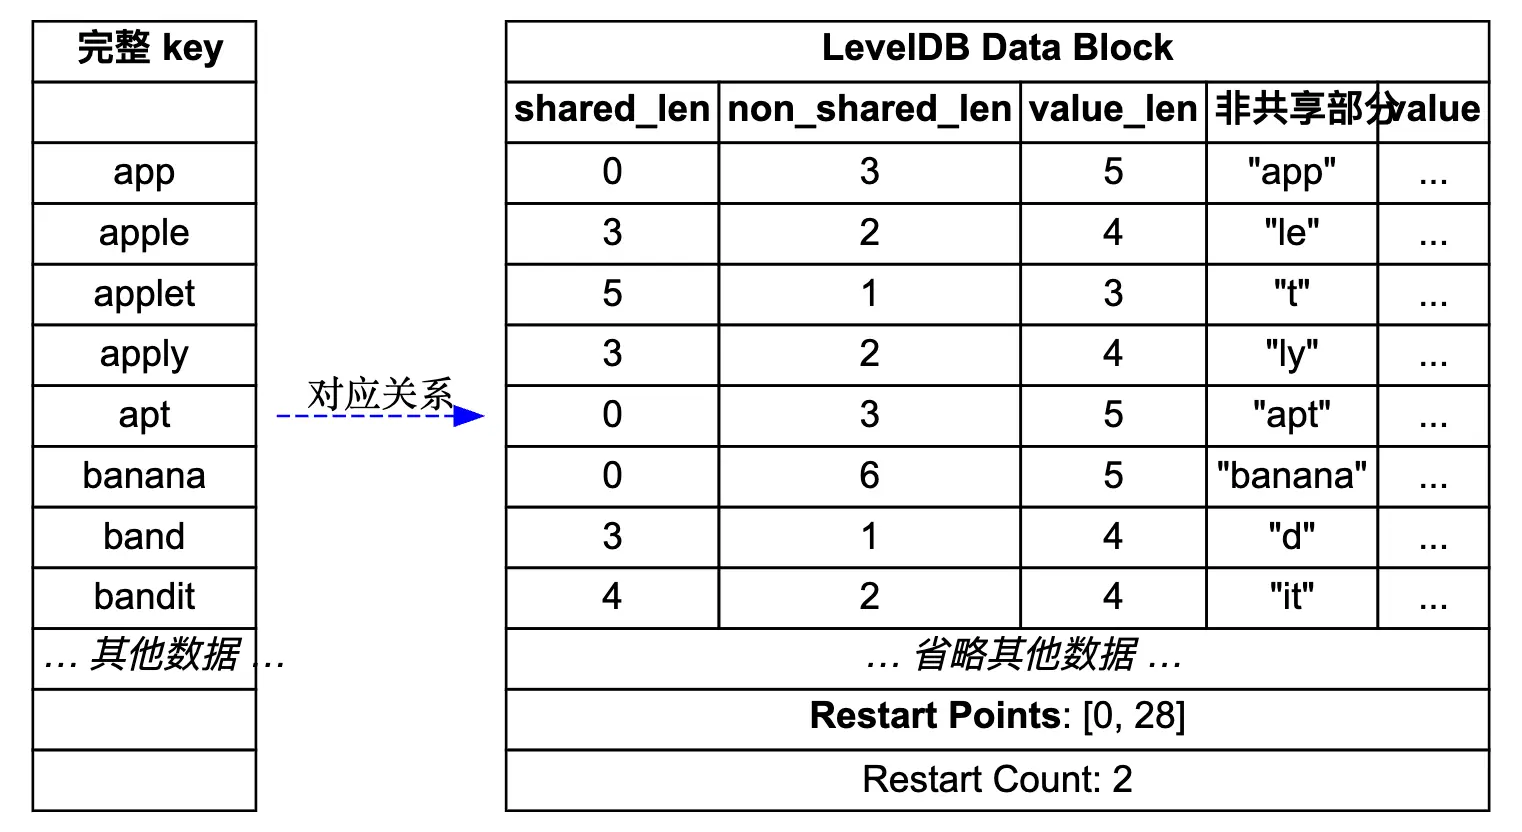 完整 key
LevelDB Data Block
shared_len non_shared_len value_len 非共享部分 value
app 0 3 5 "app" ...
apple 3 2 4 "le" ...
applet 5 1 3 "t" ...
apply 3 2 4 "ly" ...
对应关系
apt 0 3 5 "apt" ...
banana 0 6 5 "banana" ...
band 3 1 4 "d" ...
bandit 4 2 4 "it" ...
... 其他数据 ... ... 省略其他数据 ...
Restart Points: [0, 28]
Restart Count: 2